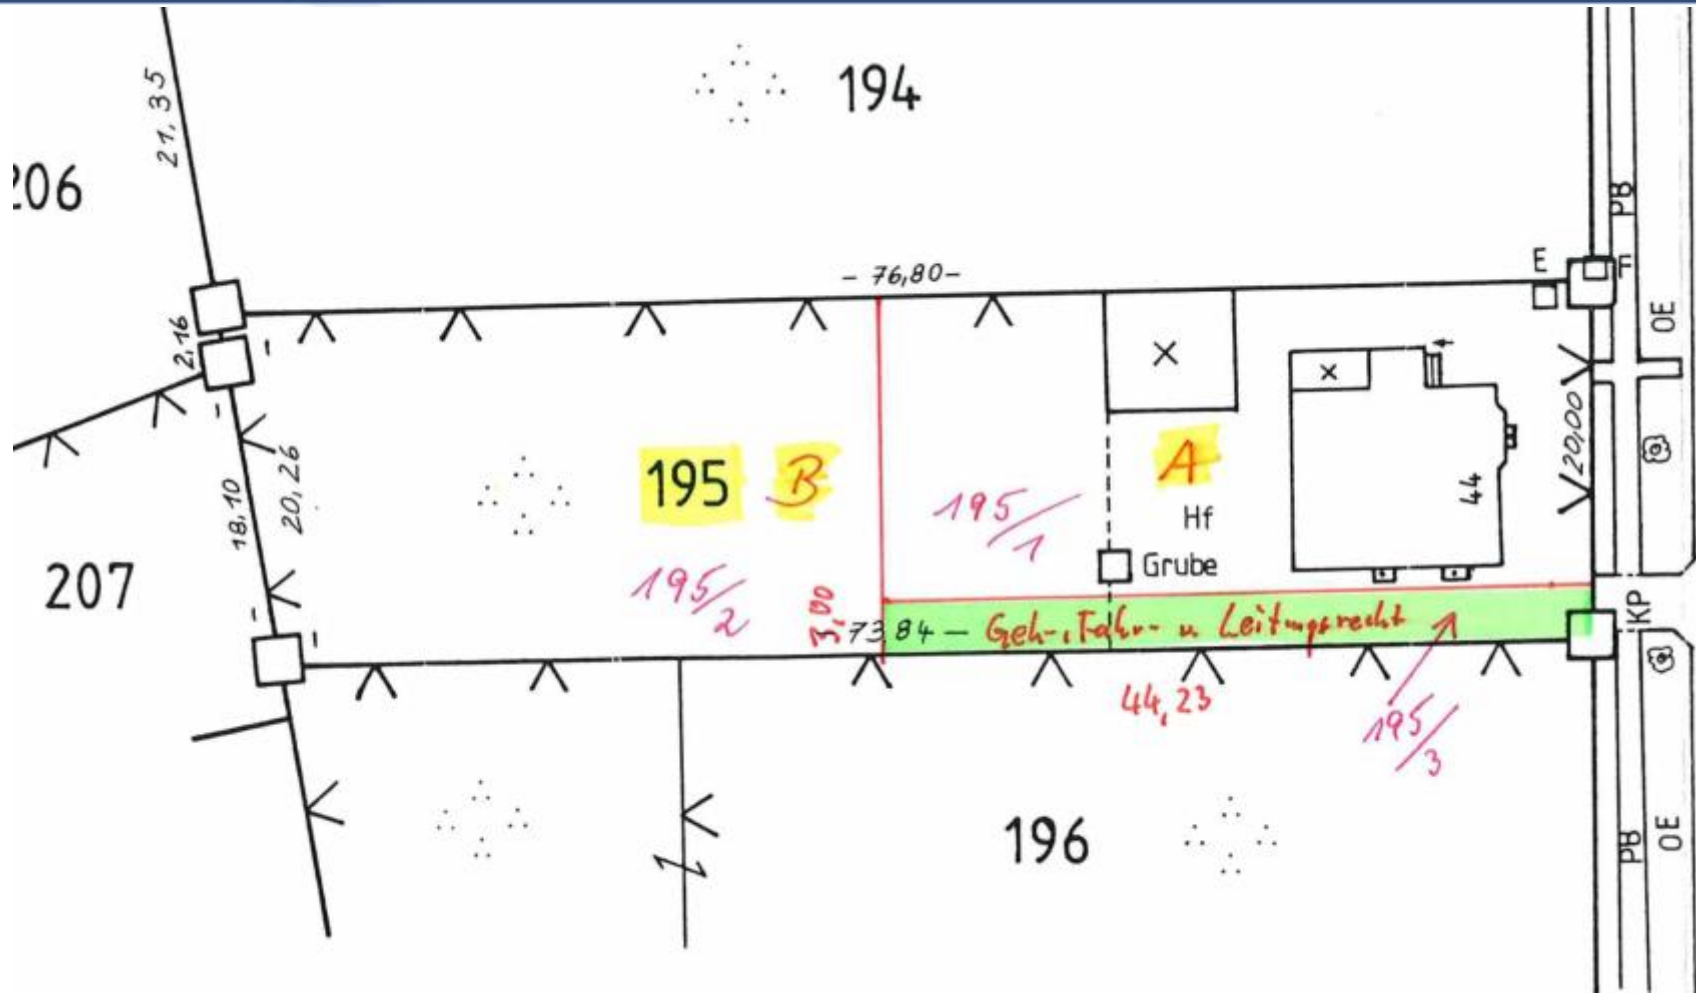 21,35
194
206
PB
- 76,80 -
E
F
2,16
OE
195 B
A
20,00
44
195/1
Hf
20,26
18,10
Grube
207
195/2
3,00
73,84 - Geh-, Fahr- u. Leitungsrecht
KP
44,23
195/3
196
PB
OE